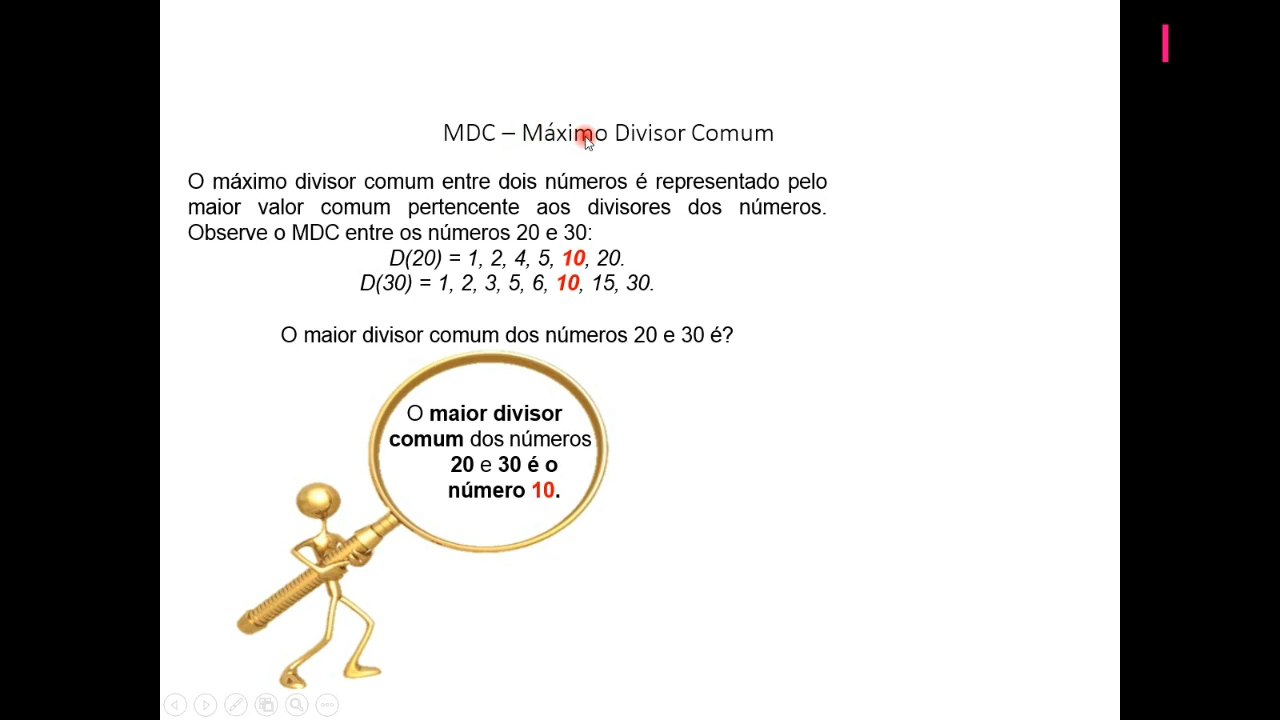 MDC – Máximo Divisor Comum
O máximo divisor comum entre dois números é representado pelo
maior valor comum pertencente aos divisores dos números.
Observe o MDC entre os números 20 e 30:
D(20) = 1, 2, 4, 5, 10, 20.
D(30) = 1, 2, 3, 5, 6, 10, 15, 30.
O maior divisor comum dos números 20 e 30 é?
O maior divisor
comum dos números
20 e 30 é o
número 10.